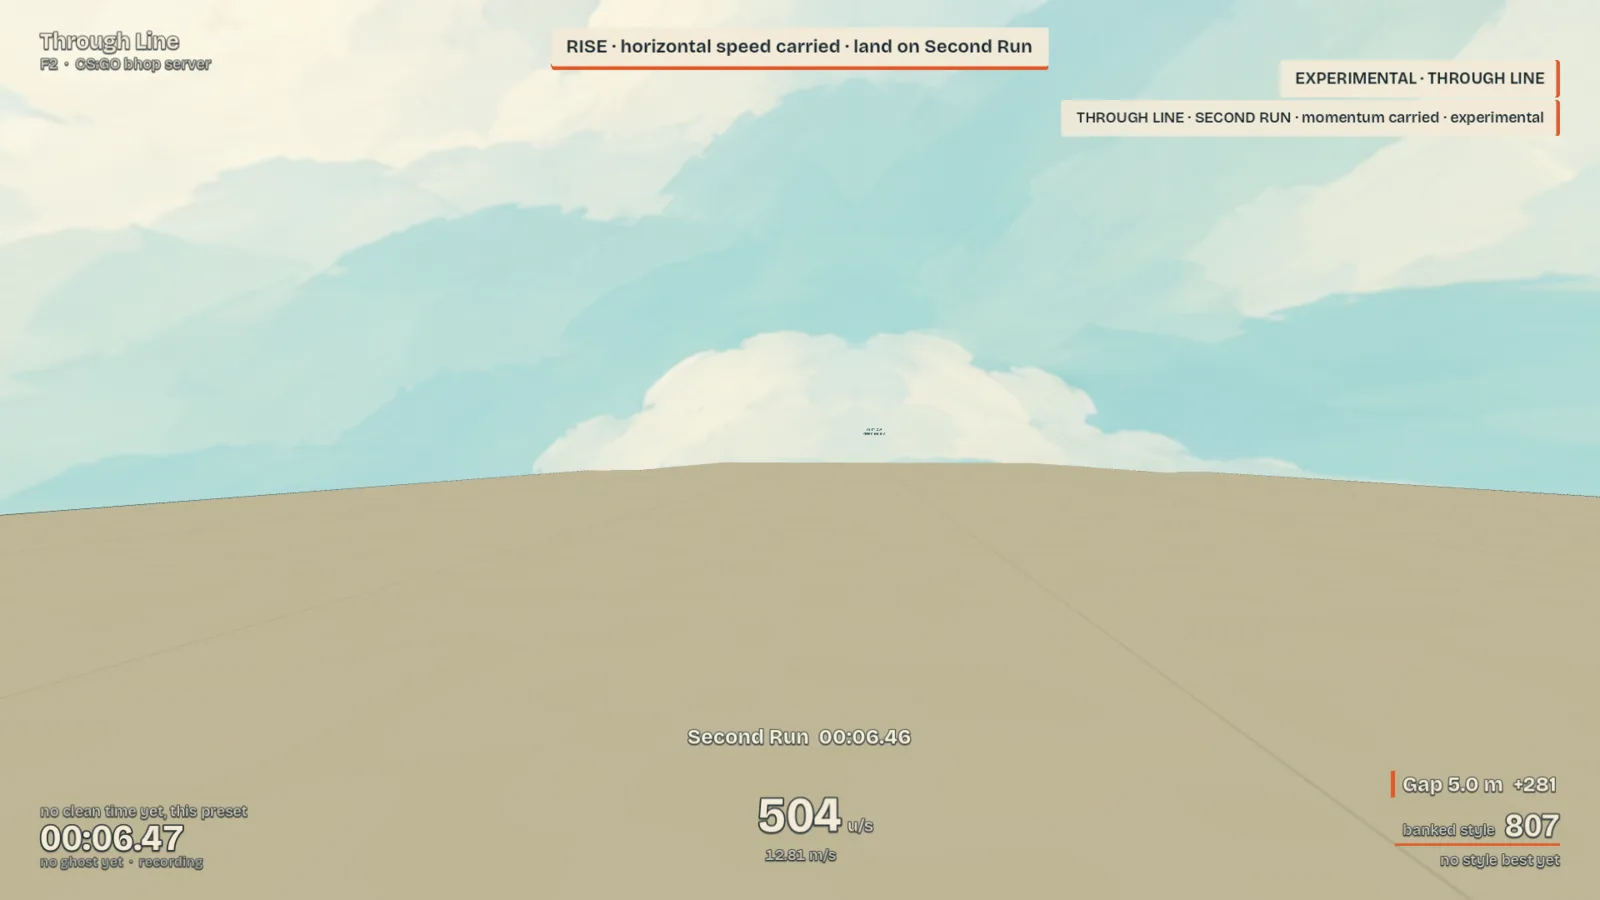 Through Line
F2 · CS:GO bhop server
RISE · horizontal speed carried · land on Second Run
EXPERIMENTAL · THROUGH LINE
THROUGH LINE · SECOND RUN · momentum carried · experimental
Second Run 00:06.46
504 u/s
12.81 m/s
no clean time yet, this preset
00:06.47
no ghost yet · recording
Gap 5.0 m +281
banked style 807
no style best yet